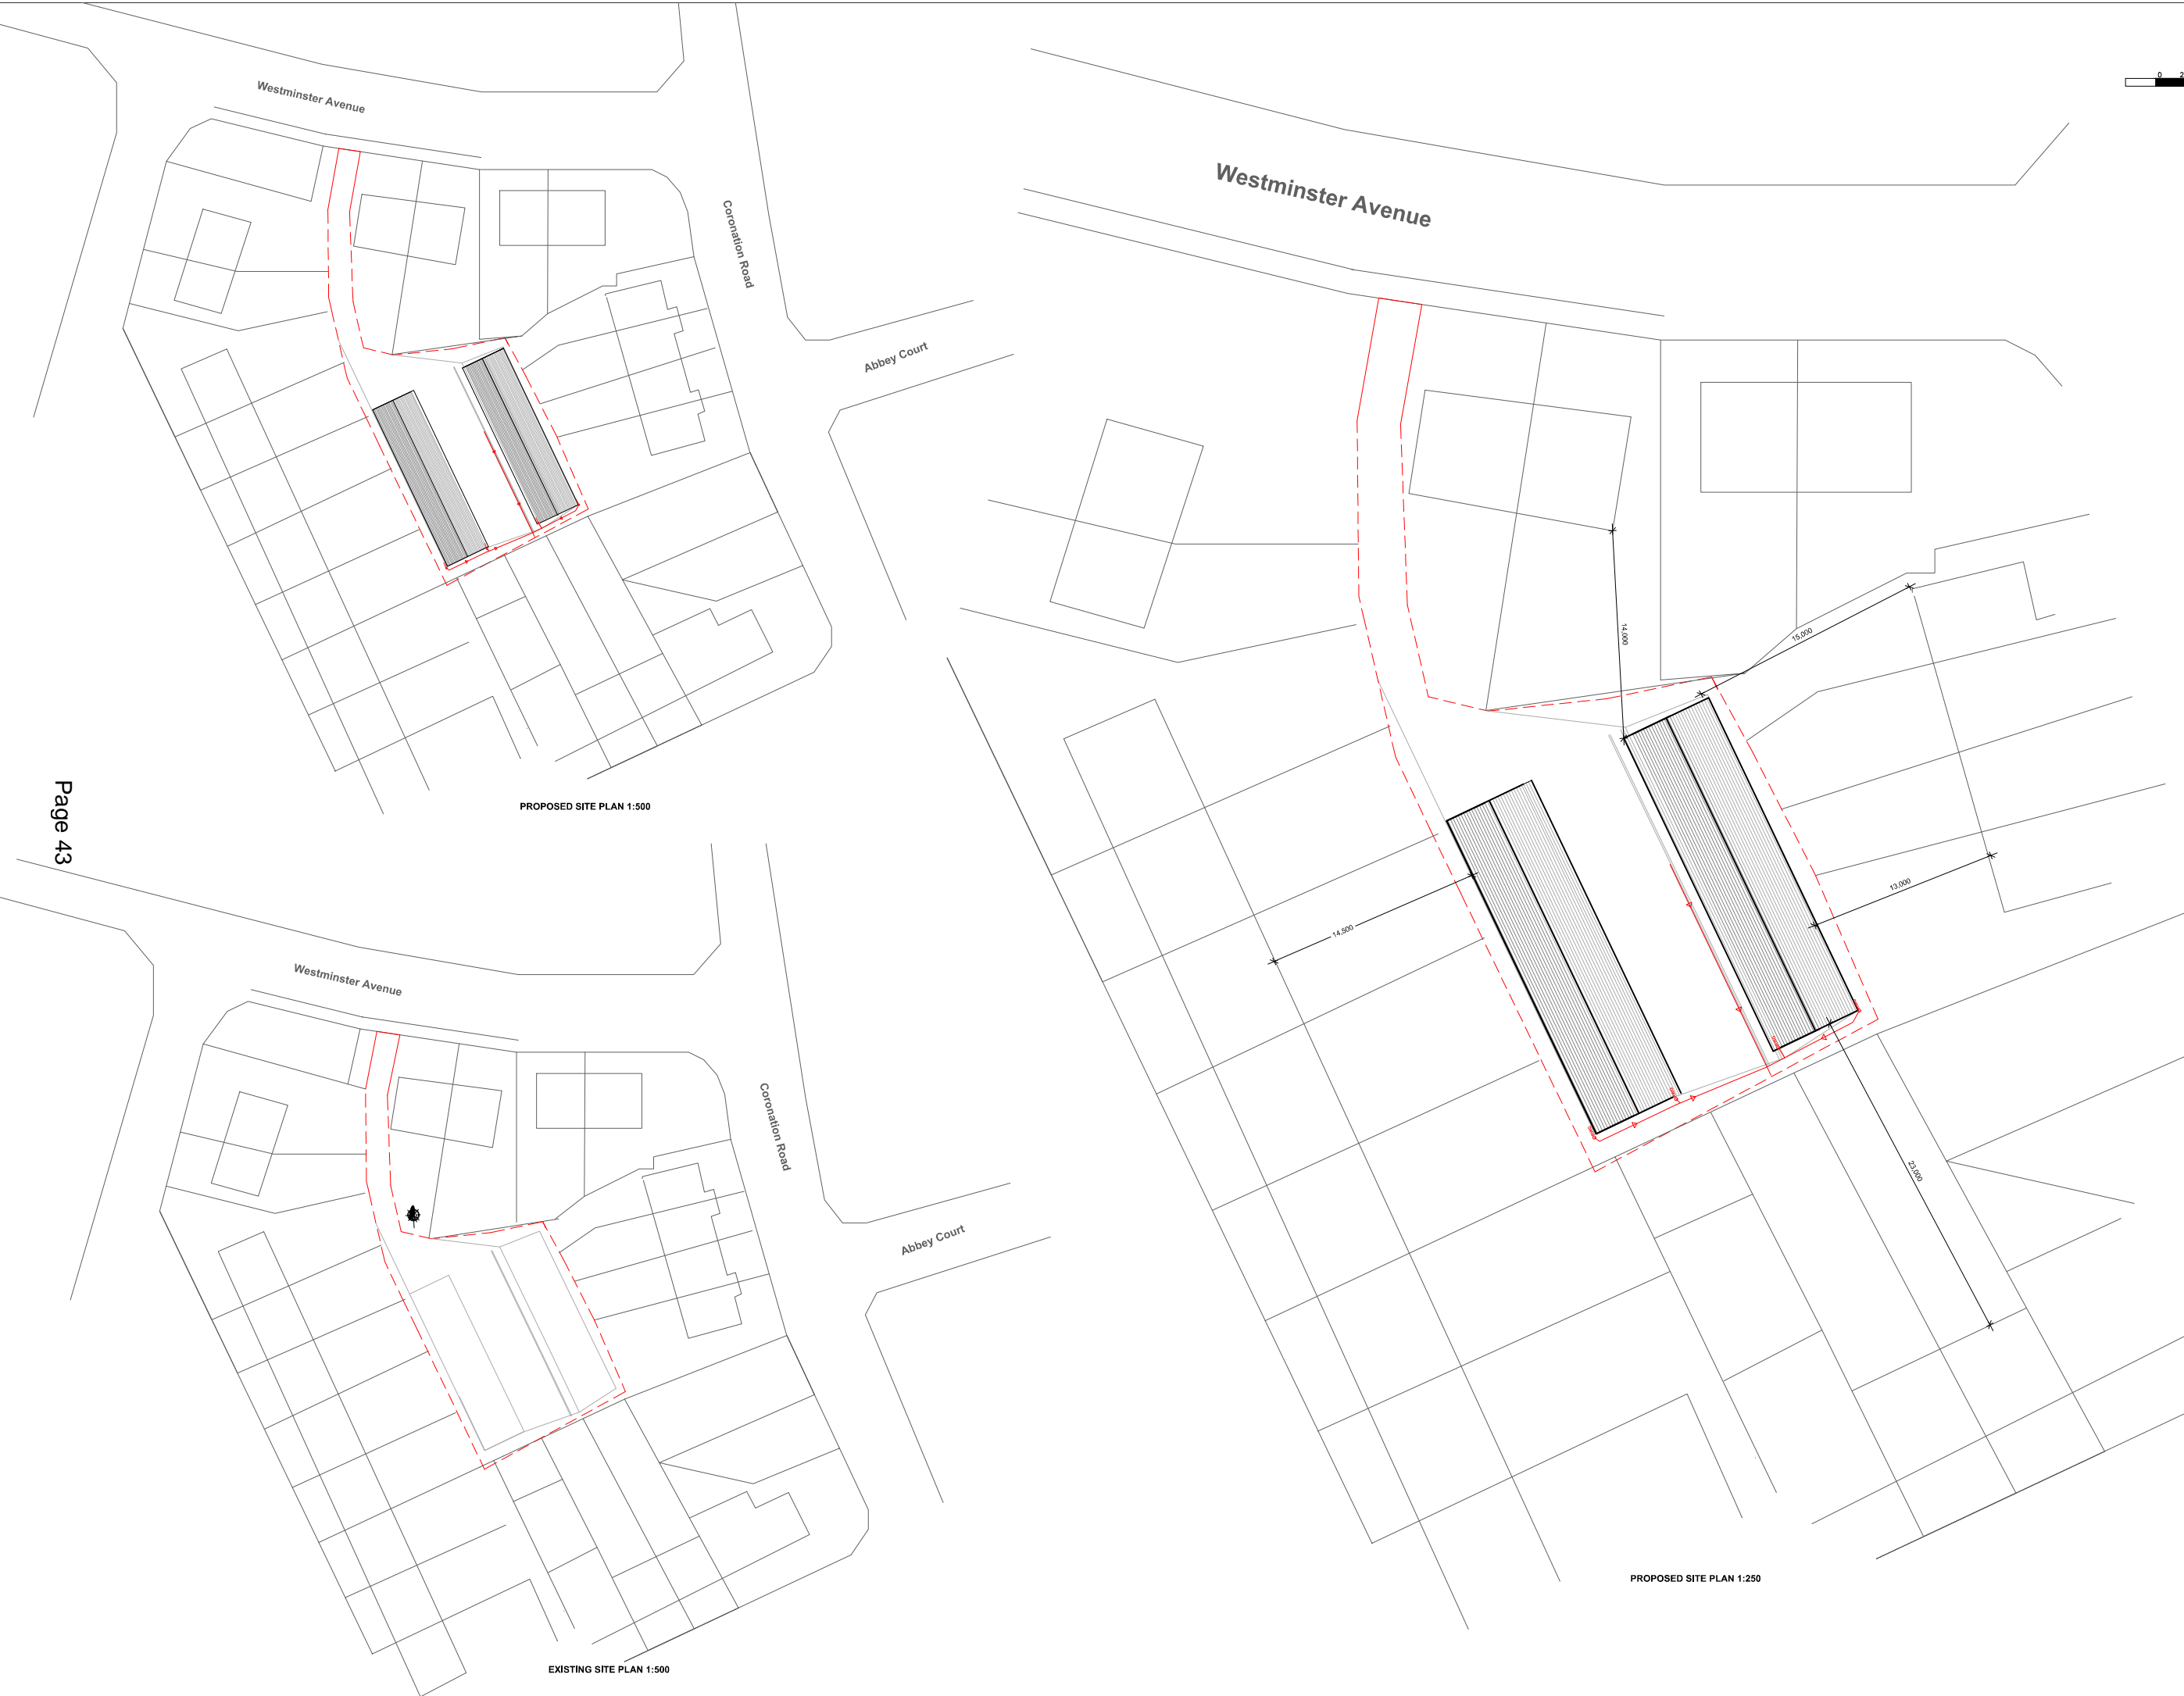 Westminster Avenue
Coronation Road
Abbey Court
PROPOSED SITE PLAN 1:500
Page 43
Westminster Avenue
Coronation Road
Abbey Court
EXISTING SITE PLAN 1:500
0 2
Westminster Avenue
14,000
15,000
14,500
13,000
23,000
PROPOSED SITE PLAN 1:250